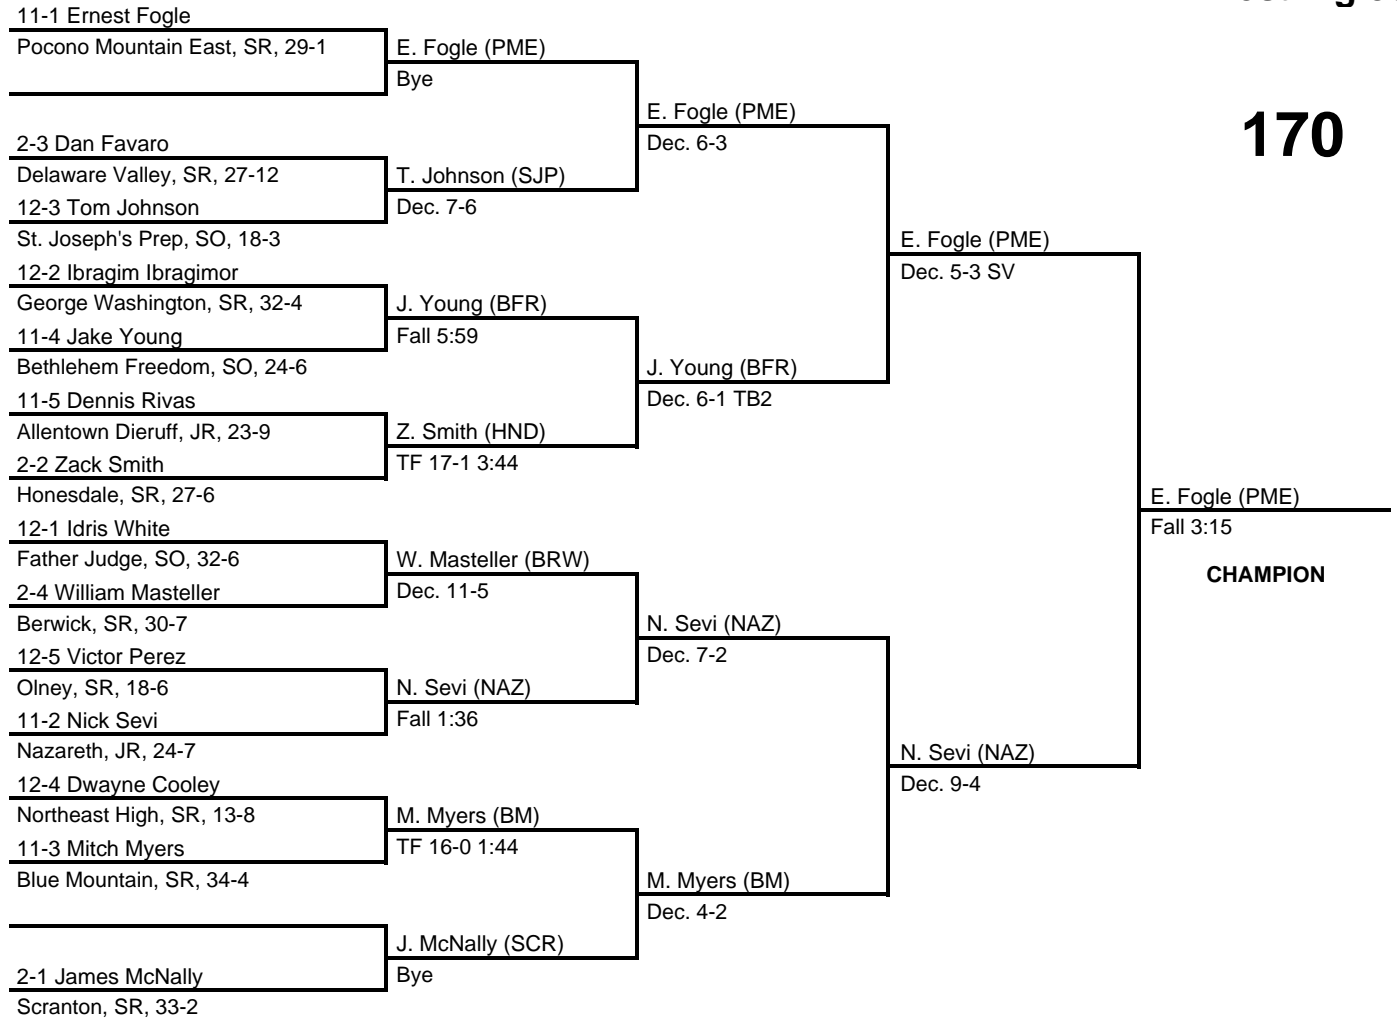 11-1 Ernest Fogle
Pocono Mountain East, SR, 29-1
2-3 Dan Favaro
Delaware Valley, SR, 27-12
12-3 Tom Johnson
St. Joseph's Prep, SO, 18-3
12-2 Ibragim Ibragimor
George Washington, SR, 32-4
11-4 Jake Young
Bethlehem Freedom, SO, 24-6
11-5 Dennis Rivas
Allentown Dieruff, JR, 23-9
2-2 Zack Smith
Honesdale, SR, 27-6
12-1 Idris White
Father Judge, SO, 32-6
2-4 William Masteller
Berwick, SR, 30-7
12-5 Victor Perez
Olney, SR, 18-6
11-2 Nick Sevi
Nazareth, JR, 24-7
12-4 Dwayne Cooley
Northeast High, SR, 13-8
11-3 Mitch Myers
Blue Mountain, SR, 34-4
2-1 James McNally
Scranton, SR, 33-2
E. Fogle (PME)
Bye
T. Johnson (SJP)
Dec. 7-6
J. Young (BFR)
Fall 5:59
Z. Smith (HND)
TF 17-1 3:44
W. Masteller (BRW)
Dec. 11-5
N. Sevi (NAZ)
Fall 1:36
M. Myers (BM)
TF 16-0 1:44
J. McNally (SCR)
Bye
E. Fogle (PME)
Dec. 6-3
J. Young (BFR)
Dec. 6-1 TB2
N. Sevi (NAZ)
Dec. 7-2
M. Myers (BM)
Dec. 4-2
E. Fogle (PME)
Dec. 5-3 SV
N. Sevi (NAZ)
Dec. 9-4
170
E. Fogle (PME)
Fall 3:15
CHAMPION